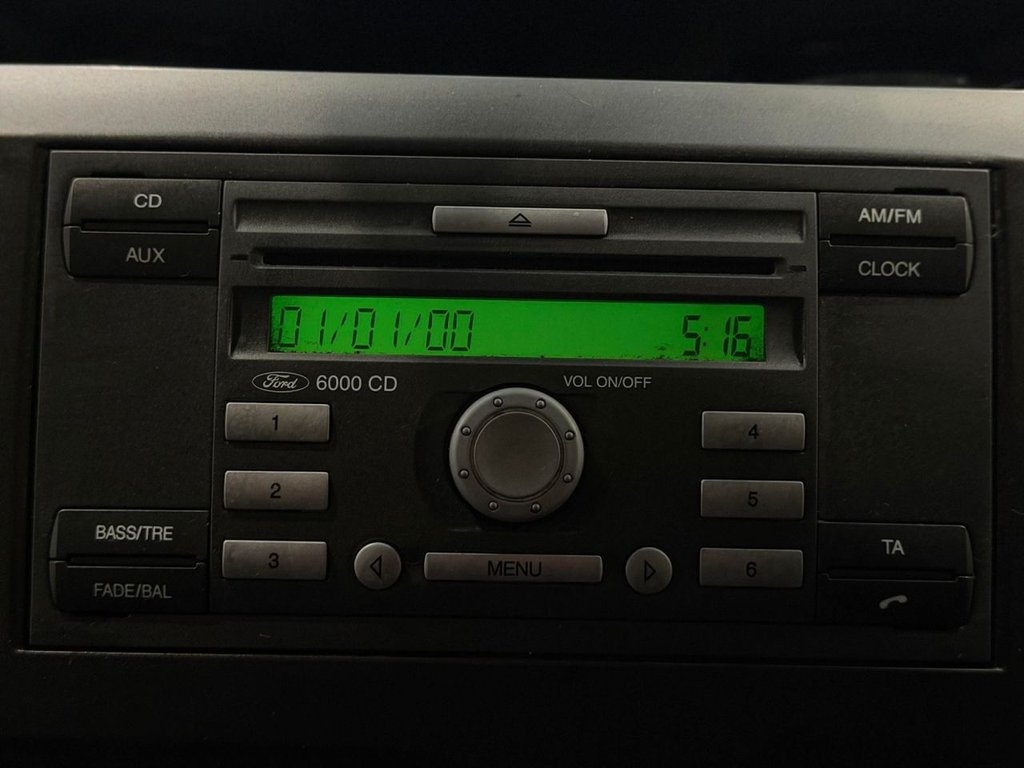 CD
AM/FM
AUX
CLOCK
01/01/00 5:16
Ford 6000 CD VOL ON/OFF
1
4
2
5
BASS/TRE
TA
3
MENU
6
FADE/BAL